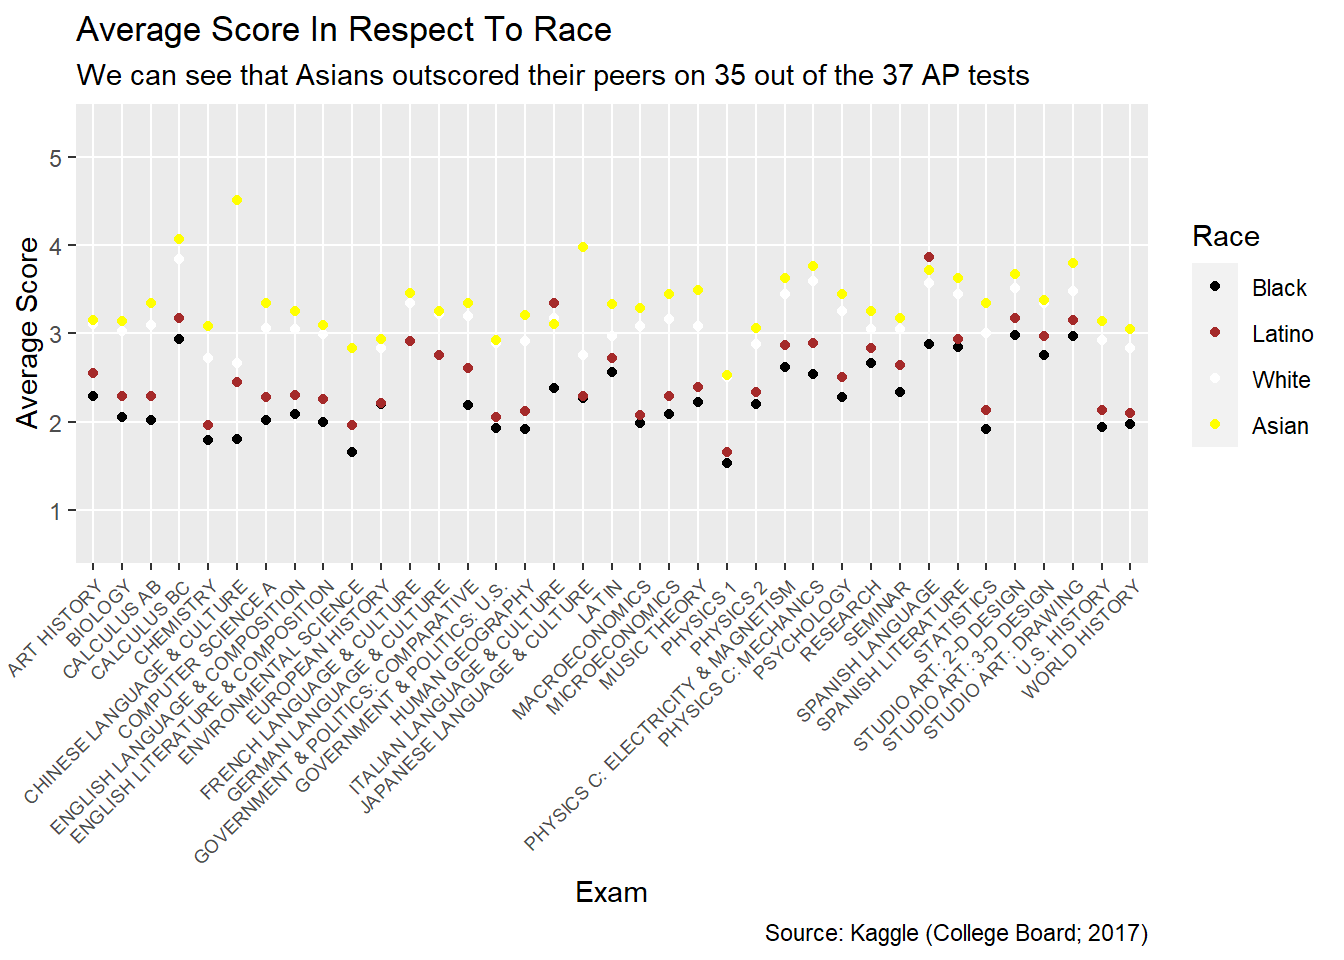 Average Score In Respect To Race
We can see that Asians outscored their peers on 35 out of the 37 AP tests
Average Score
5
4
3
2
1
ART HISTORY
BIOLOGY
CALCULUS AB
CALCULUS BC
CHEMISTRY
CHINESE LANGUAGE & CULTURE
COMPUTER SCIENCE A
ENGLISH LANGUAGE & COMPOSITION
ENGLISH LITERATURE & COMPOSITION
ENVIRONMENTAL SCIENCE
EUROPEAN HISTORY
FRENCH LANGUAGE & CULTURE
GERMAN LANGUAGE & CULTURE
GOVERNMENT & POLITICS: COMPARATIVE
GOVERNMENT & POLITICS: U.S.
HUMAN GEOGRAPHY
ITALIAN LANGUAGE & CULTURE
JAPANESE LANGUAGE & CULTURE
LATIN
MACROECONOMICS
MICROECONOMICS
MUSIC THEORY
PHYSICS 1
PHYSICS 2
PHYSICS C: ELECTRICITY & MAGNETISM
PHYSICS C: MECHANICS
PSYCHOLOGY
RESEARCH
SEMINAR
SPANISH LANGUAGE
SPANISH LITERATURE
STATISTICS
STUDIO ART: 2-D DESIGN
STUDIO ART: 3-D DESIGN
STUDIO ART: DRAWING
U.S. HISTORY
WORLD HISTORY
Exam
Race
Black
Latino
White
Asian
Source: Kaggle (College Board; 2017)